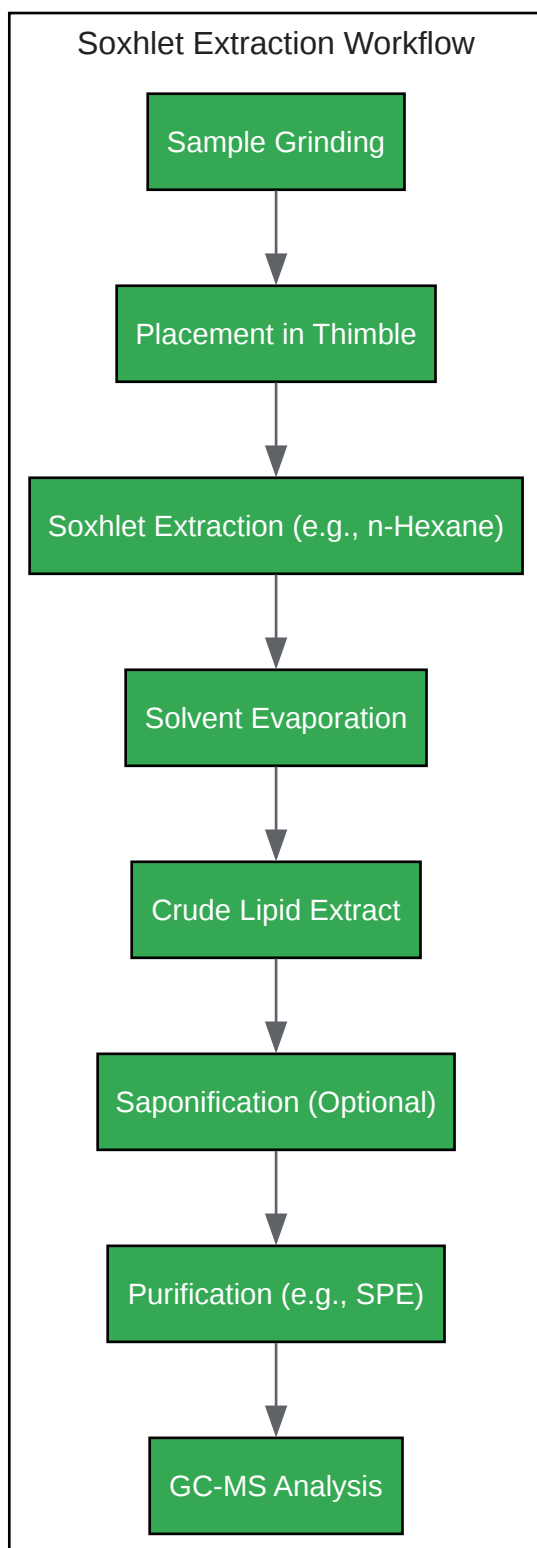 Soxhlet Extraction Workflow
Sample Grinding
Placement in Thimble
Soxhlet Extraction (e.g., n-Hexane)
Solvent Evaporation
Crude Lipid Extract
Saponification (Optional)
Purification (e.g., SPE)
GC-MS Analysis